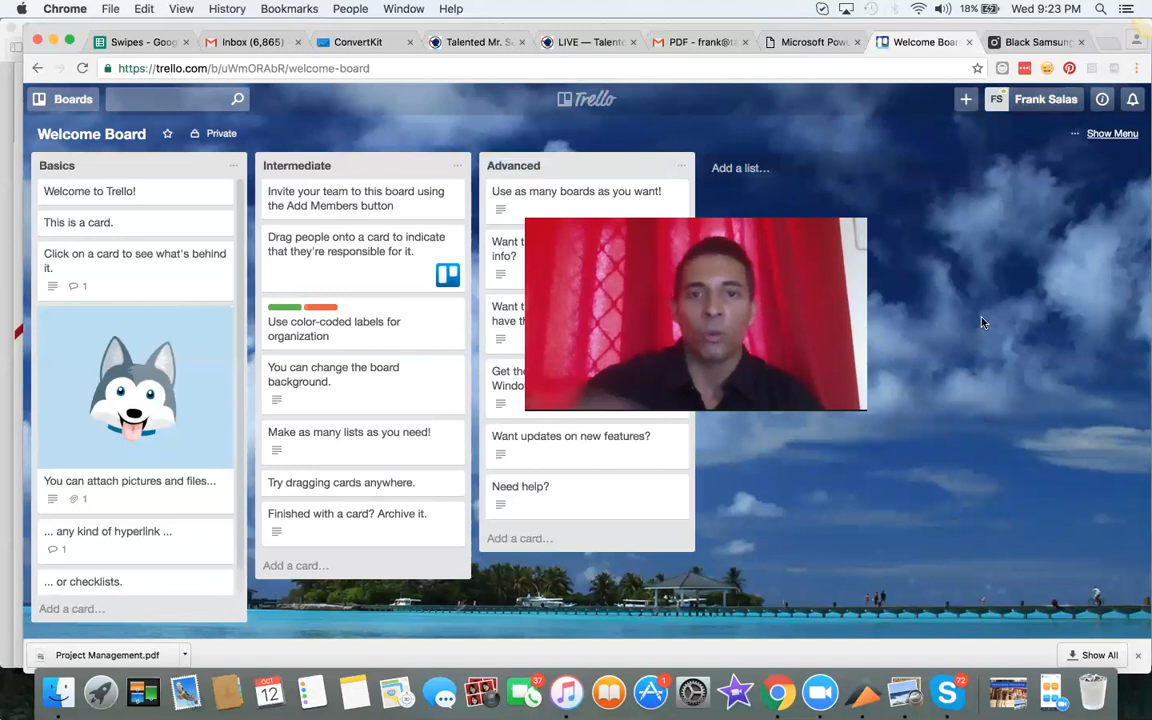 Chrome File Edit View History Bookmarks People Window Help 18% Wed 9:23 PM
Swipes - Goog Inbox (6,865) ConvertKit Talented Mr. S LIVE — Talent PDF - frank@ta Microsoft Pow Welcome Boar Black Samsung
https://trello.com/b/uWmORAbR/welcome-board
Boards Trello + FS Frank Salas
Welcome Board Private ... Show Menu
Basics
Welcome to Trello!
This is a card.
Click on a card to see what's behind
it.
1
You can attach pictures and files...
1
... any kind of hyperlink ...
1
... or checklists.
Add a card…
Intermediate
Invite your team to this board using
the Add Members button
Drag people onto a card to indicate
that they're responsible for it.
Use color-coded labels for
organization
You can change the board
background.
Make as many lists as you need!
Try dragging cards anywhere.
Finished with a card? Archive it.
Add a card…
Advanced
Use as many boards as you want!
Want
info?
Want
have
Get the
Windo
Want updates on new features?
Need help?
Add a card…
Add a list…
Project Management.pdf Show All
OCT
12
37
1
72